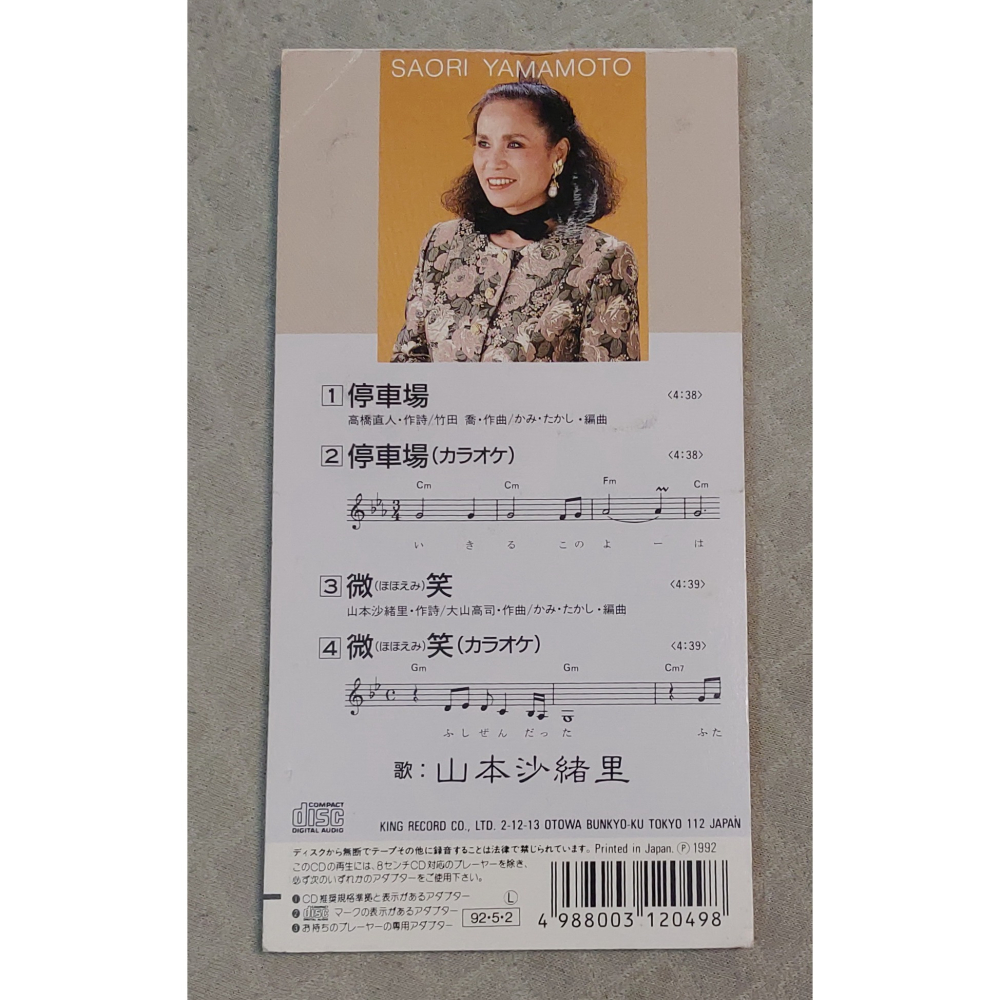 SAORI YAMAMOTO
1 停車場 〈4:38〉
高橋直人・作詩/竹田 喬・作曲/かみ・たかし・編曲
2 停車場(カラオケ) 〈4:38〉
Cm Cm Fm Cm
3/4
い き る こ の よ ー は
3 微(ほほえみ)笑 〈4:39〉
山本沙緒里・作詩/大山高司・作曲/かみ・たかし・編曲
4 微(ほほえみ)笑(カラオケ) 〈4:39〉
Gm Gm Cm7
ふ し ぜ ん だ っ た ふ た
歌：山本沙緒里
COMPACT
disc
DIGITAL AUDIO
KING RECORD CO., LTD. 2-12-13 OTOWA BUNKYO-KU TOKYO 112 JAPAN
ディスクから無断でテープその他に録音することは法律で禁じられています。 Printed in Japan. Ⓟ 1992
このCDの再生には、8センチCD対応のプレーヤーを除き、
必ず次のいずれかのアダプターをご使用下さい。
❶CD推奨規格準拠と表示があるアダプター Ⓛ
❷disc マークの表示があるアダプター 92・5・2
❸お持ちのプレーヤーの専用アダプター
4 988003 120498